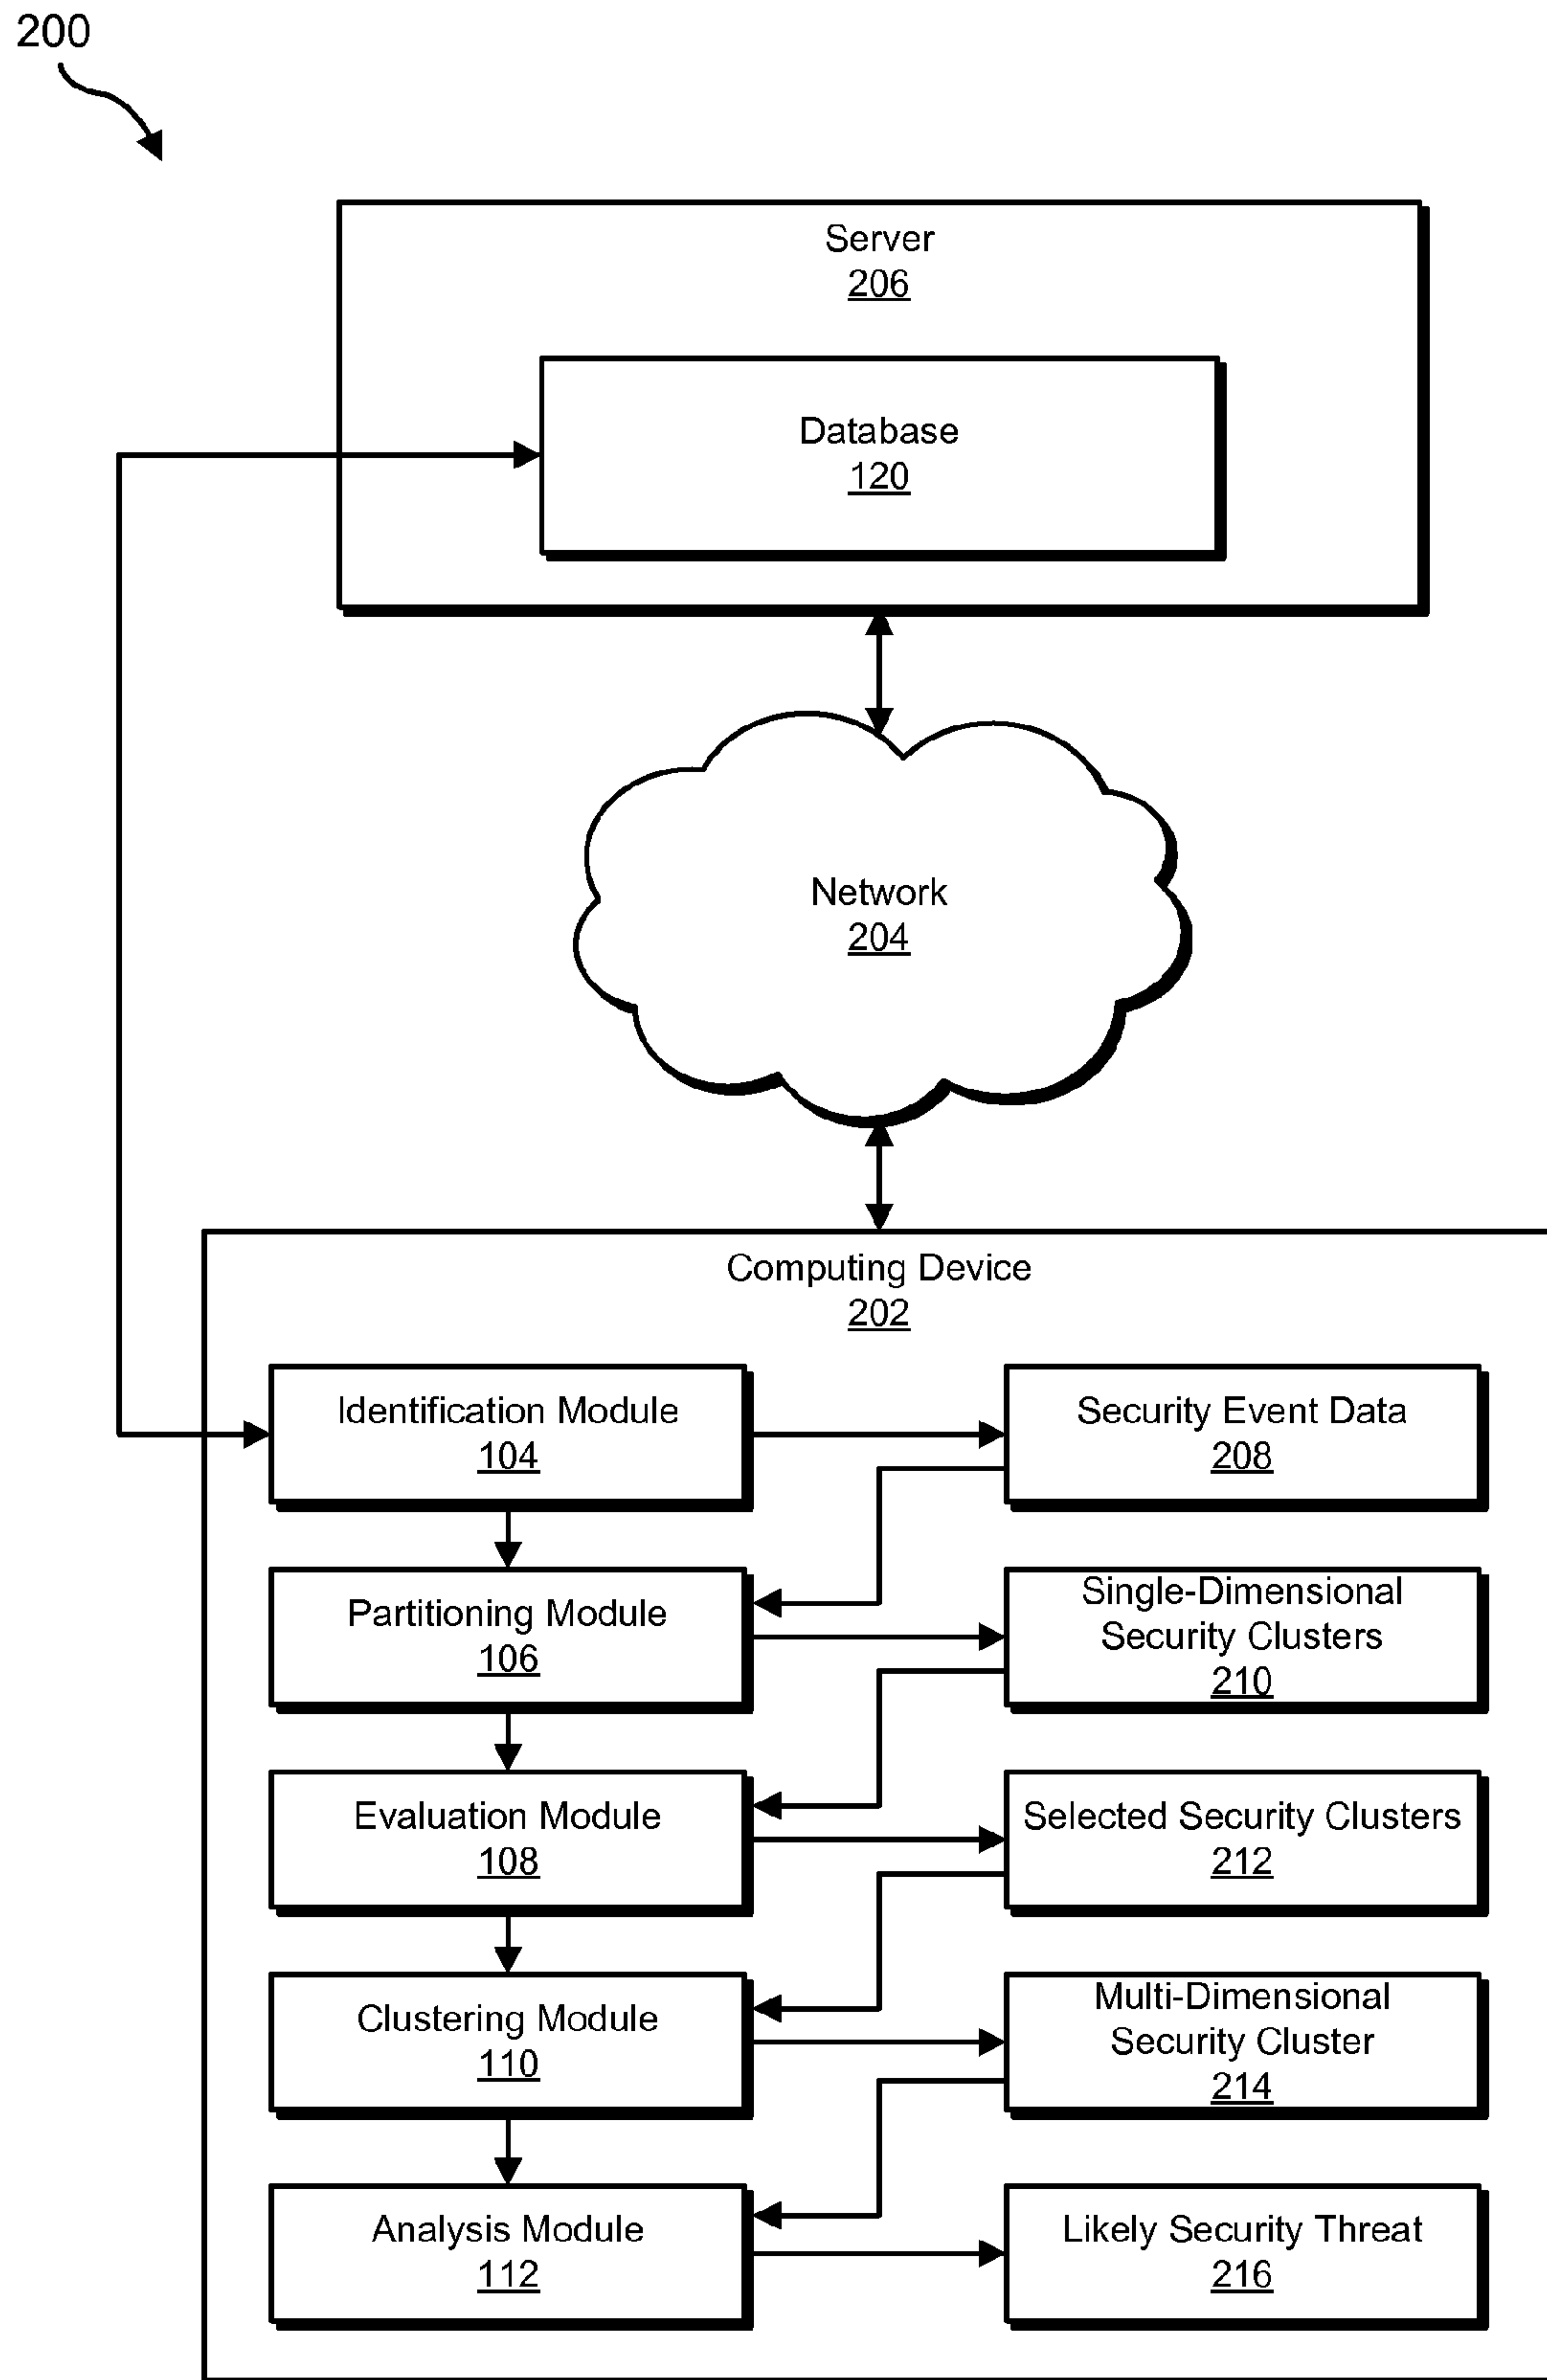 200
Server
206
Database
120
Network
204
Computing Device
202
Identification Module
104
Security Event Data
208
Partitioning Module
106
Single-Dimensional
Security Clusters
210
Evaluation Module
108
Selected Security Clusters
212
Clustering Module
110
Multi-Dimensional
Security Cluster
214
Analysis Module
112
Likely Security Threat
216